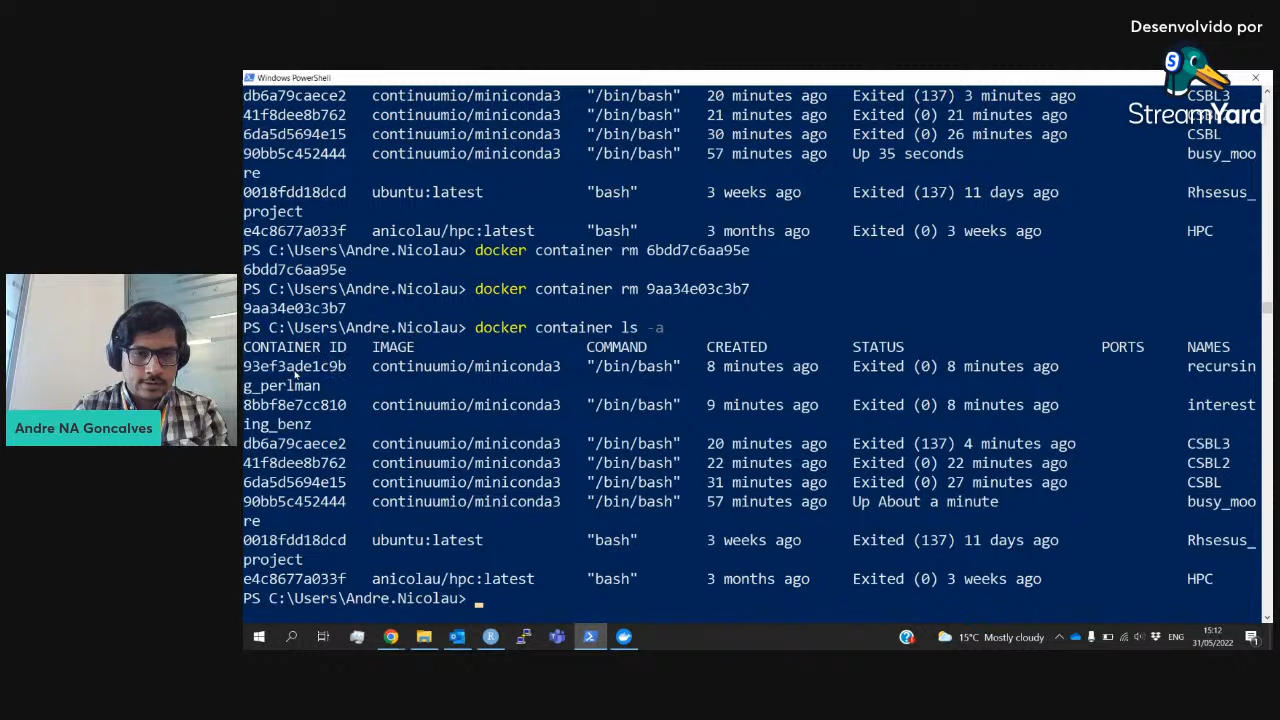 Desenvolvido por
StreamYard
Windows PowerShell
db6a79caece2 continuumio/miniconda3 "/bin/bash" 20 minutes ago Exited (137) 3 minutes ago CSBL3
41f8dee8b762 continuumio/miniconda3 "/bin/bash" 21 minutes ago Exited (0) 21 minutes ago
6da5d5694e15 continuumio/miniconda3 "/bin/bash" 30 minutes ago Exited (0) 26 minutes ago CSBL
90bb5c452444 continuumio/miniconda3 "/bin/bash" 57 minutes ago Up 35 seconds busy_moo
re
0018fdd18dcd ubuntu:latest "bash" 3 weeks ago Exited (137) 11 days ago Rhsesus_
project
e4c8677a033f anicolau/hpc:latest "bash" 3 months ago Exited (0) 3 weeks ago HPC
PS C:\Users\Andre.Nicolau> docker container rm 6bdd7c6aa95e
6bdd7c6aa95e
PS C:\Users\Andre.Nicolau> docker container rm 9aa34e03c3b7
9aa34e03c3b7
PS C:\Users\Andre.Nicolau> docker container ls -a
CONTAINER ID IMAGE COMMAND CREATED STATUS PORTS NAMES
93ef3ade1c9b continuumio/miniconda3 "/bin/bash" 8 minutes ago Exited (0) 8 minutes ago recursin
g_perlman
8bbf8e7cc810 continuumio/miniconda3 "/bin/bash" 9 minutes ago Exited (0) 8 minutes ago interest
ing_benz
db6a79caece2 continuumio/miniconda3 "/bin/bash" 20 minutes ago Exited (137) 4 minutes ago CSBL3
41f8dee8b762 continuumio/miniconda3 "/bin/bash" 22 minutes ago Exited (0) 22 minutes ago CSBL2
6da5d5694e15 continuumio/miniconda3 "/bin/bash" 31 minutes ago Exited (0) 27 minutes ago CSBL
90bb5c452444 continuumio/miniconda3 "/bin/bash" 57 minutes ago Up About a minute busy_moo
re
0018fdd18dcd ubuntu:latest "bash" 3 weeks ago Exited (137) 11 days ago Rhsesus_
project
e4c8677a033f anicolau/hpc:latest "bash" 3 months ago Exited (0) 3 weeks ago HPC
PS C:\Users\Andre.Nicolau>
Andre NA Goncalves
15°C Mostly cloudy
ENG
15:12
31/05/2022